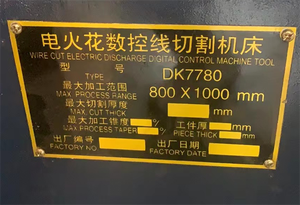 电火花数控线切割机床
WIRE CUT ELECTRIC DISCHARGE DIGITAL CONTROL MACHINE TOOL
型 号 DK7780
TYPE
最大加工范围 800 X 1000 mm
MAX. PROCESS RANGE
最大切割厚度 mm
MAX. CUT THICK
最大加工锥度 % 工件厚 mm
MAX. PROCESS TAPER % PIECE THICK mm
出厂编号 出厂日期
FACTORY NO FACTORY DATE